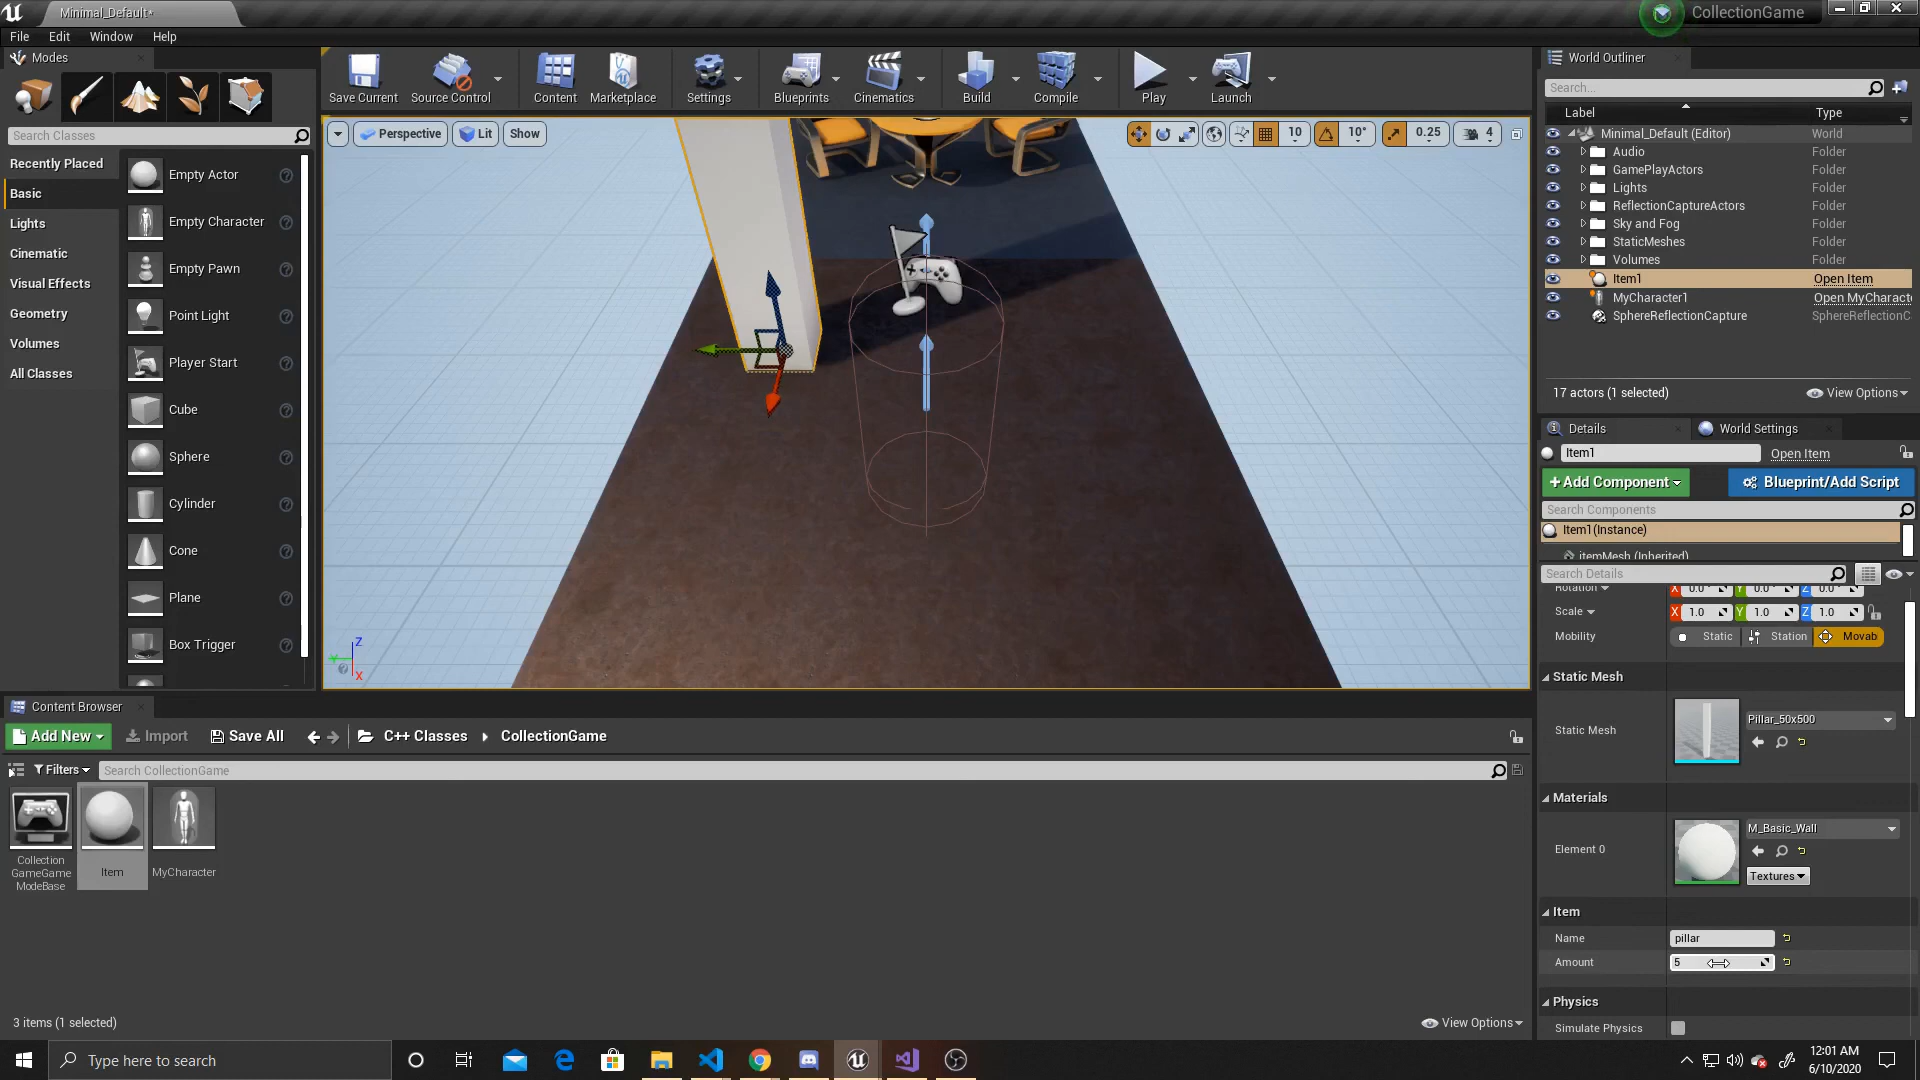 Minimal_Default*
CollectionGame
File Edit Window Help
Modes
Search Classes
Recently Placed
Basic
Lights
Cinematic
Visual Effects
Geometry
Volumes
All Classes
Empty Actor
Empty Character
Empty Pawn
Point Light
Player Start
Cube
Sphere
Cylinder
Cone
Plane
Box Trigger
Save Current
Source Control
Content
Marketplace
Settings
Blueprints
Cinematics
Build
Compile
Play
Launch
Perspective
Lit
Show
10
10°
0.25
4
Z
Y
X
World Outliner
Search...
Label Type
Minimal_Default (Editor) World
Audio Folder
GamePlayActors Folder
Lights Folder
ReflectionCaptureActors Folder
Sky and Fog Folder
StaticMeshes Folder
Volumes Folder
Item1 Open Item
MyCharacter1 Open MyCharact
SphereReflectionCapture SphereReflectionC
17 actors (1 selected)
View Options
Details
World Settings
Item1
Open Item
+Add Component
Blueprint/Add Script
Search Components
Item1(Instance)
itemMesh (Inherited)
Search Details
Rotation X 0.0° Y 0.0° Z 0.0°
Scale X 1.0 Y 1.0 Z 1.0
Mobility Static Station Movab
Static Mesh
Static Mesh
Pillar_50x500
Materials
Element 0
M_Basic_Wall
Textures
Item
Name pillar
Amount 5
Physics
Simulate Physics
Content Browser
Add New
Import
Save All
C++ Classes
CollectionGame
Filters
Search CollectionGame
Collection
GameGame
ModeBase
Item
MyCharacter
3 items (1 selected)
View Options
Type here to search
12:01 AM
6/10/2020